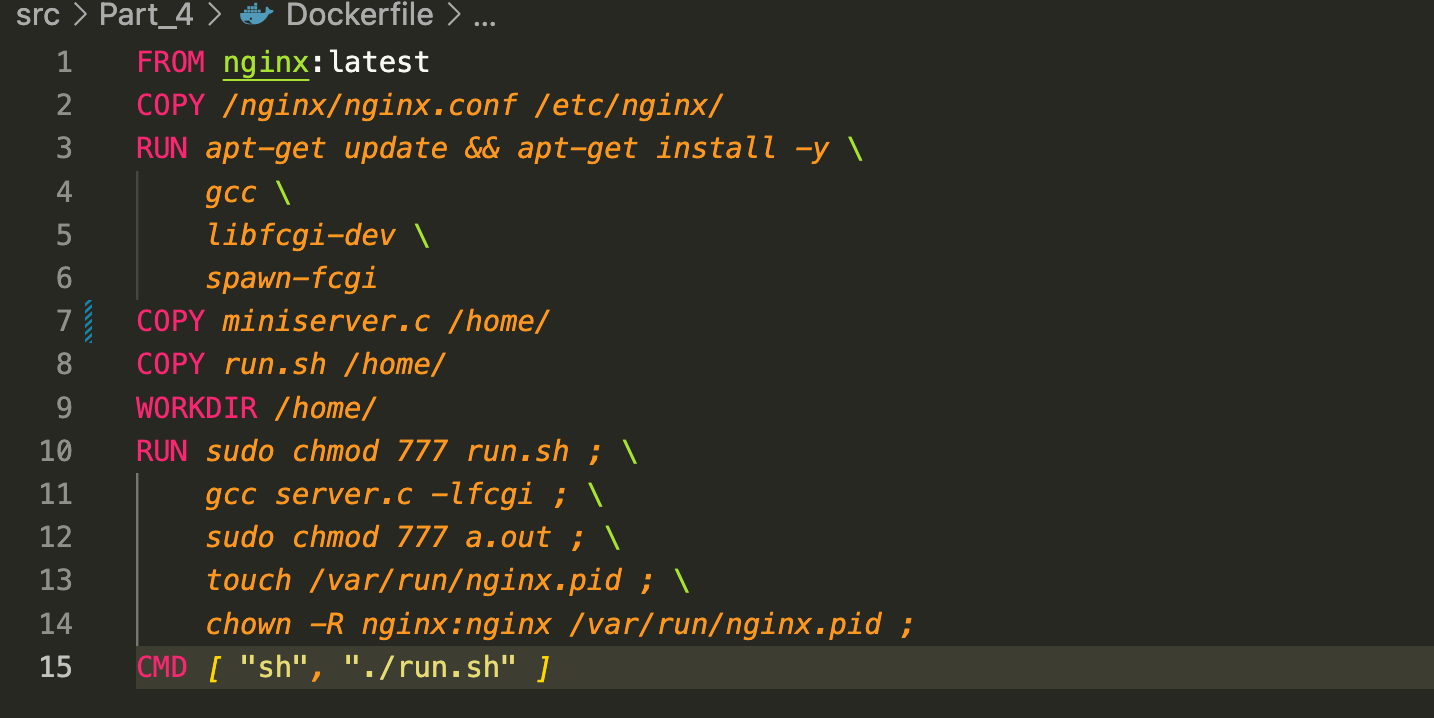 src > Part_4 > Dockerfile > ...
1 FROM nginx:latest
2 COPY /nginx/nginx.conf /etc/nginx/
3 RUN apt-get update && apt-get install -y \
4 gcc \
5 libfcgi-dev \
6 spawn-fcgi
7 COPY miniserver.c /home/
8 COPY run.sh /home/
9 WORKDIR /home/
10 RUN sudo chmod 777 run.sh ; \
11 gcc server.c -lfcgi ; \
12 sudo chmod 777 a.out ; \
13 touch /var/run/nginx.pid ; \
14 chown -R nginx:nginx /var/run/nginx.pid ;
15 CMD [ "sh", "./run.sh" ]